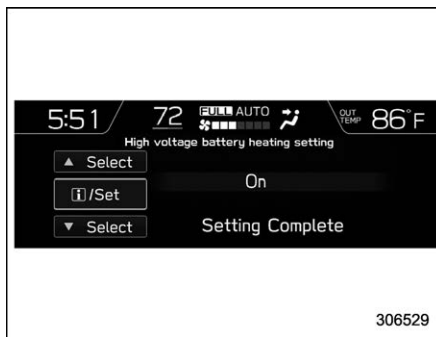 5:51 72 FULL AUTO OUT TEMP 86°F
High voltage battery heating setting
▲ Select
i/Set
On
▼ Select
Setting Complete
306529